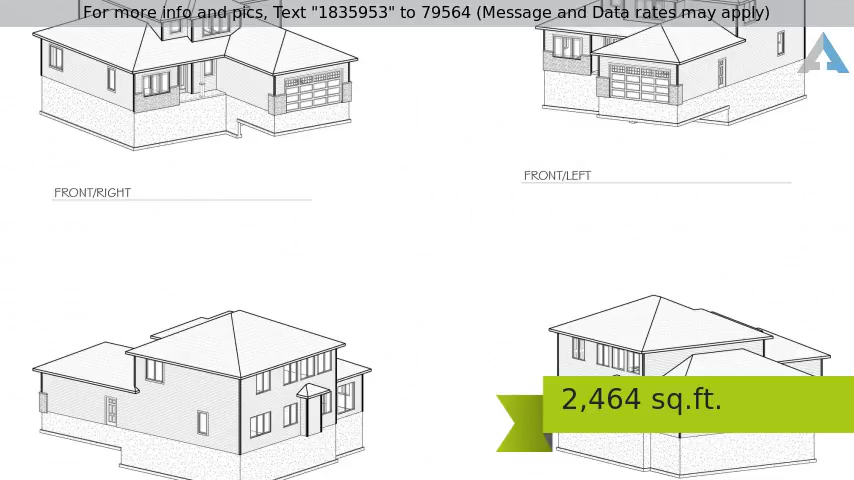 For more info and pics, Text "1835953" to 79564 (Message and Data rates may apply)
FRONT/RIGHT
FRONT/LEFT
2,464 sq.ft.